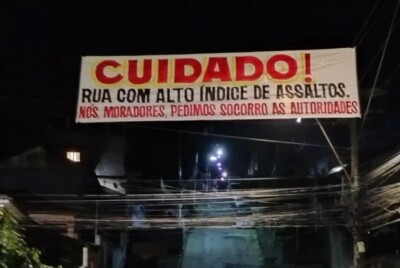 CUIDADO!
RUA COM ALTO ÍNDICE DE ASSALTOS.
NÓS, MORADORES, PEDIMOS SOCORRO AS AUTORIDADES